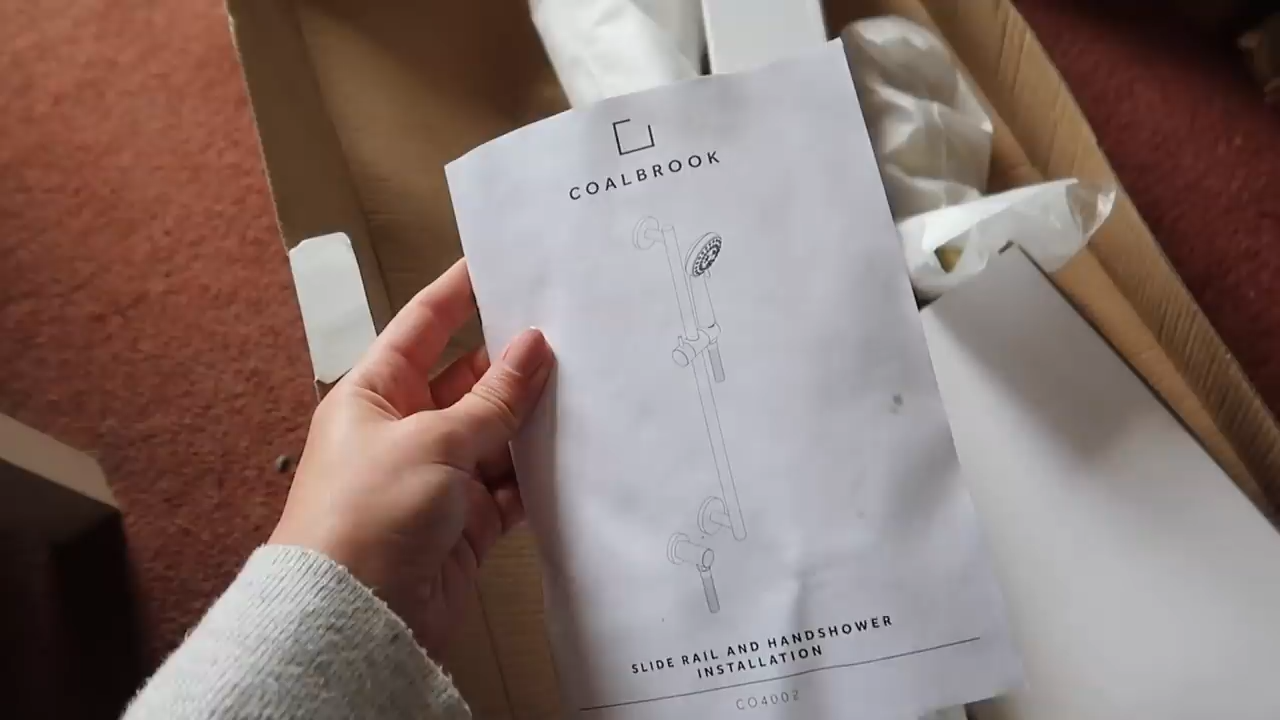 COALBROOK
SLIDE RAIL AND HANDSHOWER
INSTALLATION
CO4002